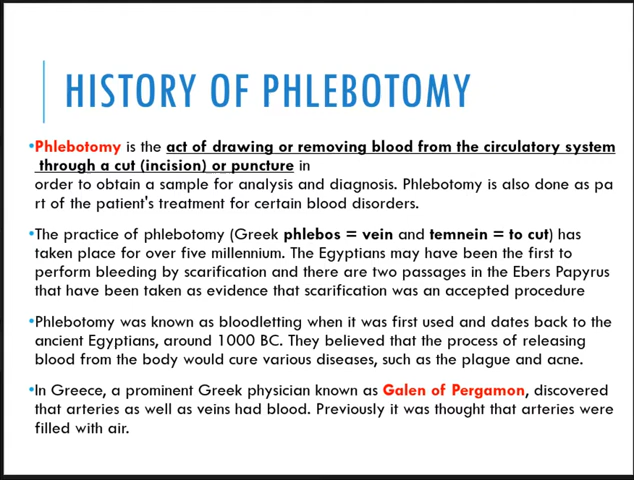 HISTORY OF PHLEBOTOMY
•Phlebotomy is the act of drawing or removing blood from the circulatory system
through a cut (incision) or puncture in
order to obtain a sample for analysis and diagnosis. Phlebotomy is also done as pa
rt of the patient's treatment for certain blood disorders.
•The practice of phlebotomy (Greek phlebos = vein and temnein = to cut) has
taken place for over five millennium. The Egyptians may have been the first to
perform bleeding by scarification and there are two passages in the Ebers Papyrus
that have been taken as evidence that scarification was an accepted procedure
•Phlebotomy was known as bloodletting when it was first used and dates back to the
ancient Egyptians, around 1000 BC. They believed that the process of releasing
blood from the body would cure various diseases, such as the plague and acne.
•In Greece, a prominent Greek physician known as Galen of Pergamon, discovered
that arteries as well as veins had blood. Previously it was thought that arteries were
filled with air.